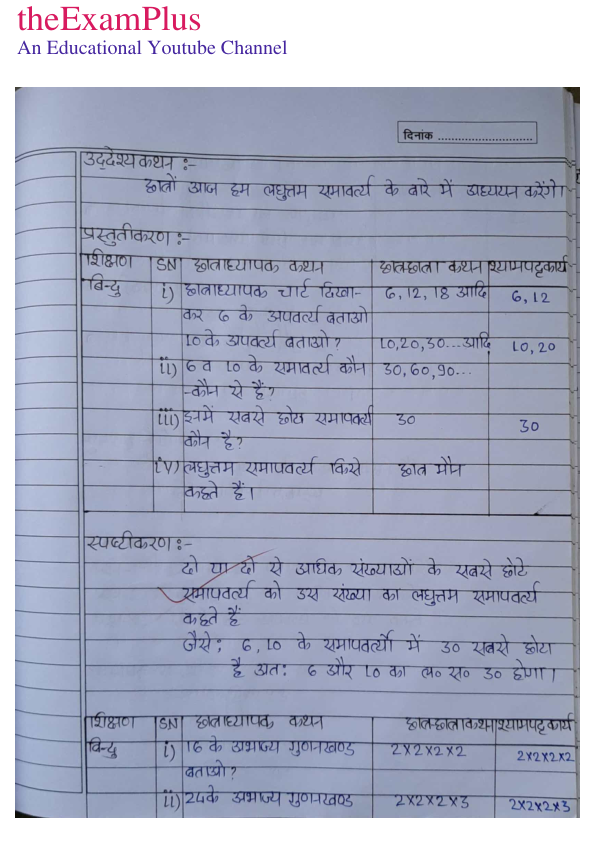 theExamPlus
An Educational Youtube Channel
दिनांक ............................
उद्देश्य कथन :-
छात्रों आज हम लघुत्तम समावर्त्य के बारे में अध्ययन करेंगे।
प्रस्तुतीकरण :-
शिक्षण SN छात्राध्यापक कथन छात्र-छात्रा कथन श्यामपट्टकार्य
बिन्दु i) छात्राध्यापक चार्ट दिखा- 6, 12, 18 आदि 6, 12
कर 6 के अपवर्त्य बताओ
10 के अपवर्त्य बताओ? 10,20,30...आदि 10, 20
ii) 6 व 10 के समावर्त्य कौन 30, 60, 90...
-कौन से हैं?
iii) इनमें सबसे छोटा समापवर्त्य 30 30
कौन है?
iv) लघुत्तम समापवर्त्य किसे छात्र मौन
कहते हैं।
स्पष्टीकरण :-
दो या दो से अधिक संख्याओं के सबसे छोटे
समापवर्त्य को उस संख्या का लघुत्तम समापवर्त्य
कहते हैं
जैसे : 6, 10 के समापवर्त्यो में 30 सबसे छोटा
है अत: 6 और 10 का ल० स० 30 होगा।
शिक्षण SN छात्राध्यापक कथन छात्र-छात्रा कथन श्यामपट्टकार्य
बिन्दु i) 16 के अभाज्य गुणनखण्ड 2×2×2×2 2×2×2×2
बताओ?
ii) 24 के अभाज्य गुणनखण्ड 2×2×2×3 2×2×2×3